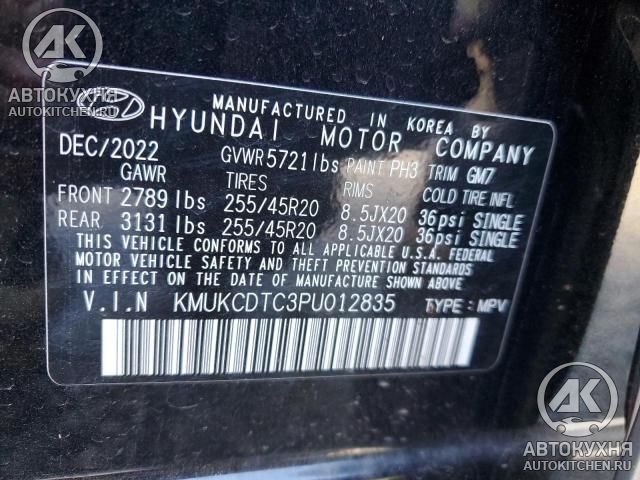 AK
АВТОКУХНЯ
AUTOKITCHEN.RU
MANUFACTURED IN KOREA BY
HYUNDAI MOTOR COMPANY
DEC/2022 GVWR 5721lbs PAINT PH3 TRIM GM7
GAWR TIRES RIMS COLD TIRE INFL
FRONT 2789 lbs 255/45R20 8.5JX20 36psi SINGLE
REAR 3131 lbs 255/45R20 8.5JX20 36psi SINGLE
THIS VEHICLE CONFORMS TO ALL APPLICABLE U.S.A. FEDERAL
MOTOR VEHICLE SAFETY AND THEFT PREVENTION STANDARDS
IN EFFECT ON THE DATE OF MANUFACTURE SHOWN ABOVE.
V.I.N KMUKCDTC3PU012835 TYPE : MPV
AK
АВТОКУХНЯ
AUTOKITCHEN.RU